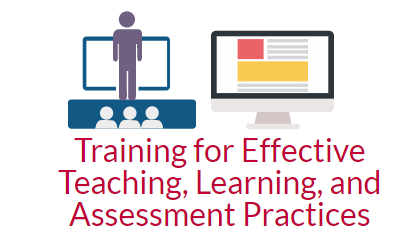 Training for Effective
Teaching, Learning, and
Assessment Practices